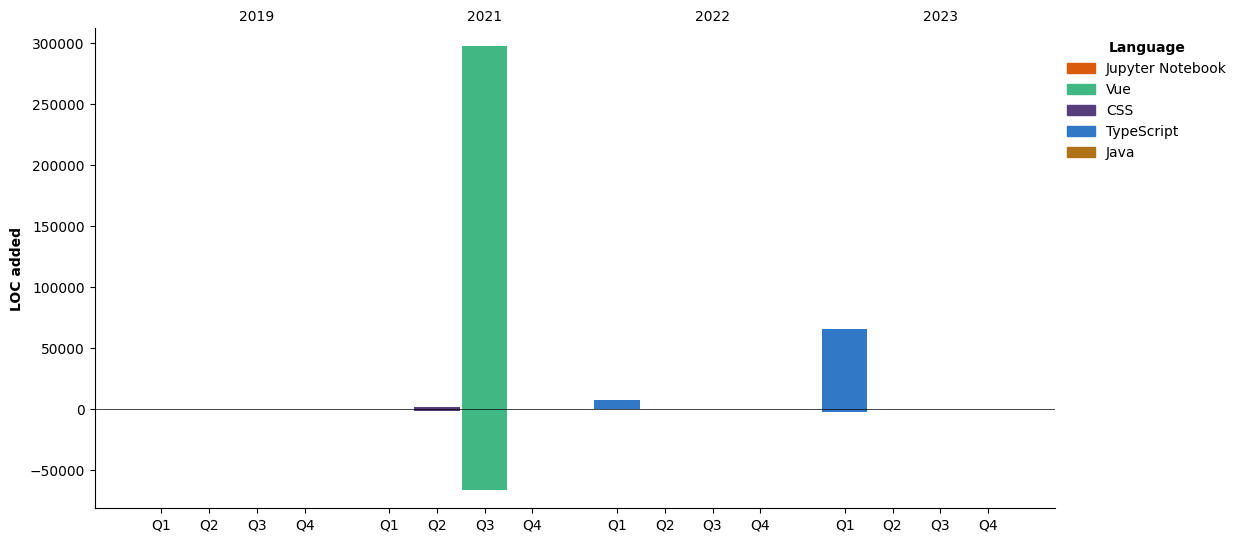 2019 2021 2022 2023
300000
250000
200000
150000
100000
50000
0
−50000
LOC added
Q1 Q2 Q3 Q4 Q1 Q2 Q3 Q4 Q1 Q2 Q3 Q4 Q1 Q2 Q3 Q4
Language
Jupyter Notebook
Vue
CSS
TypeScript
Java